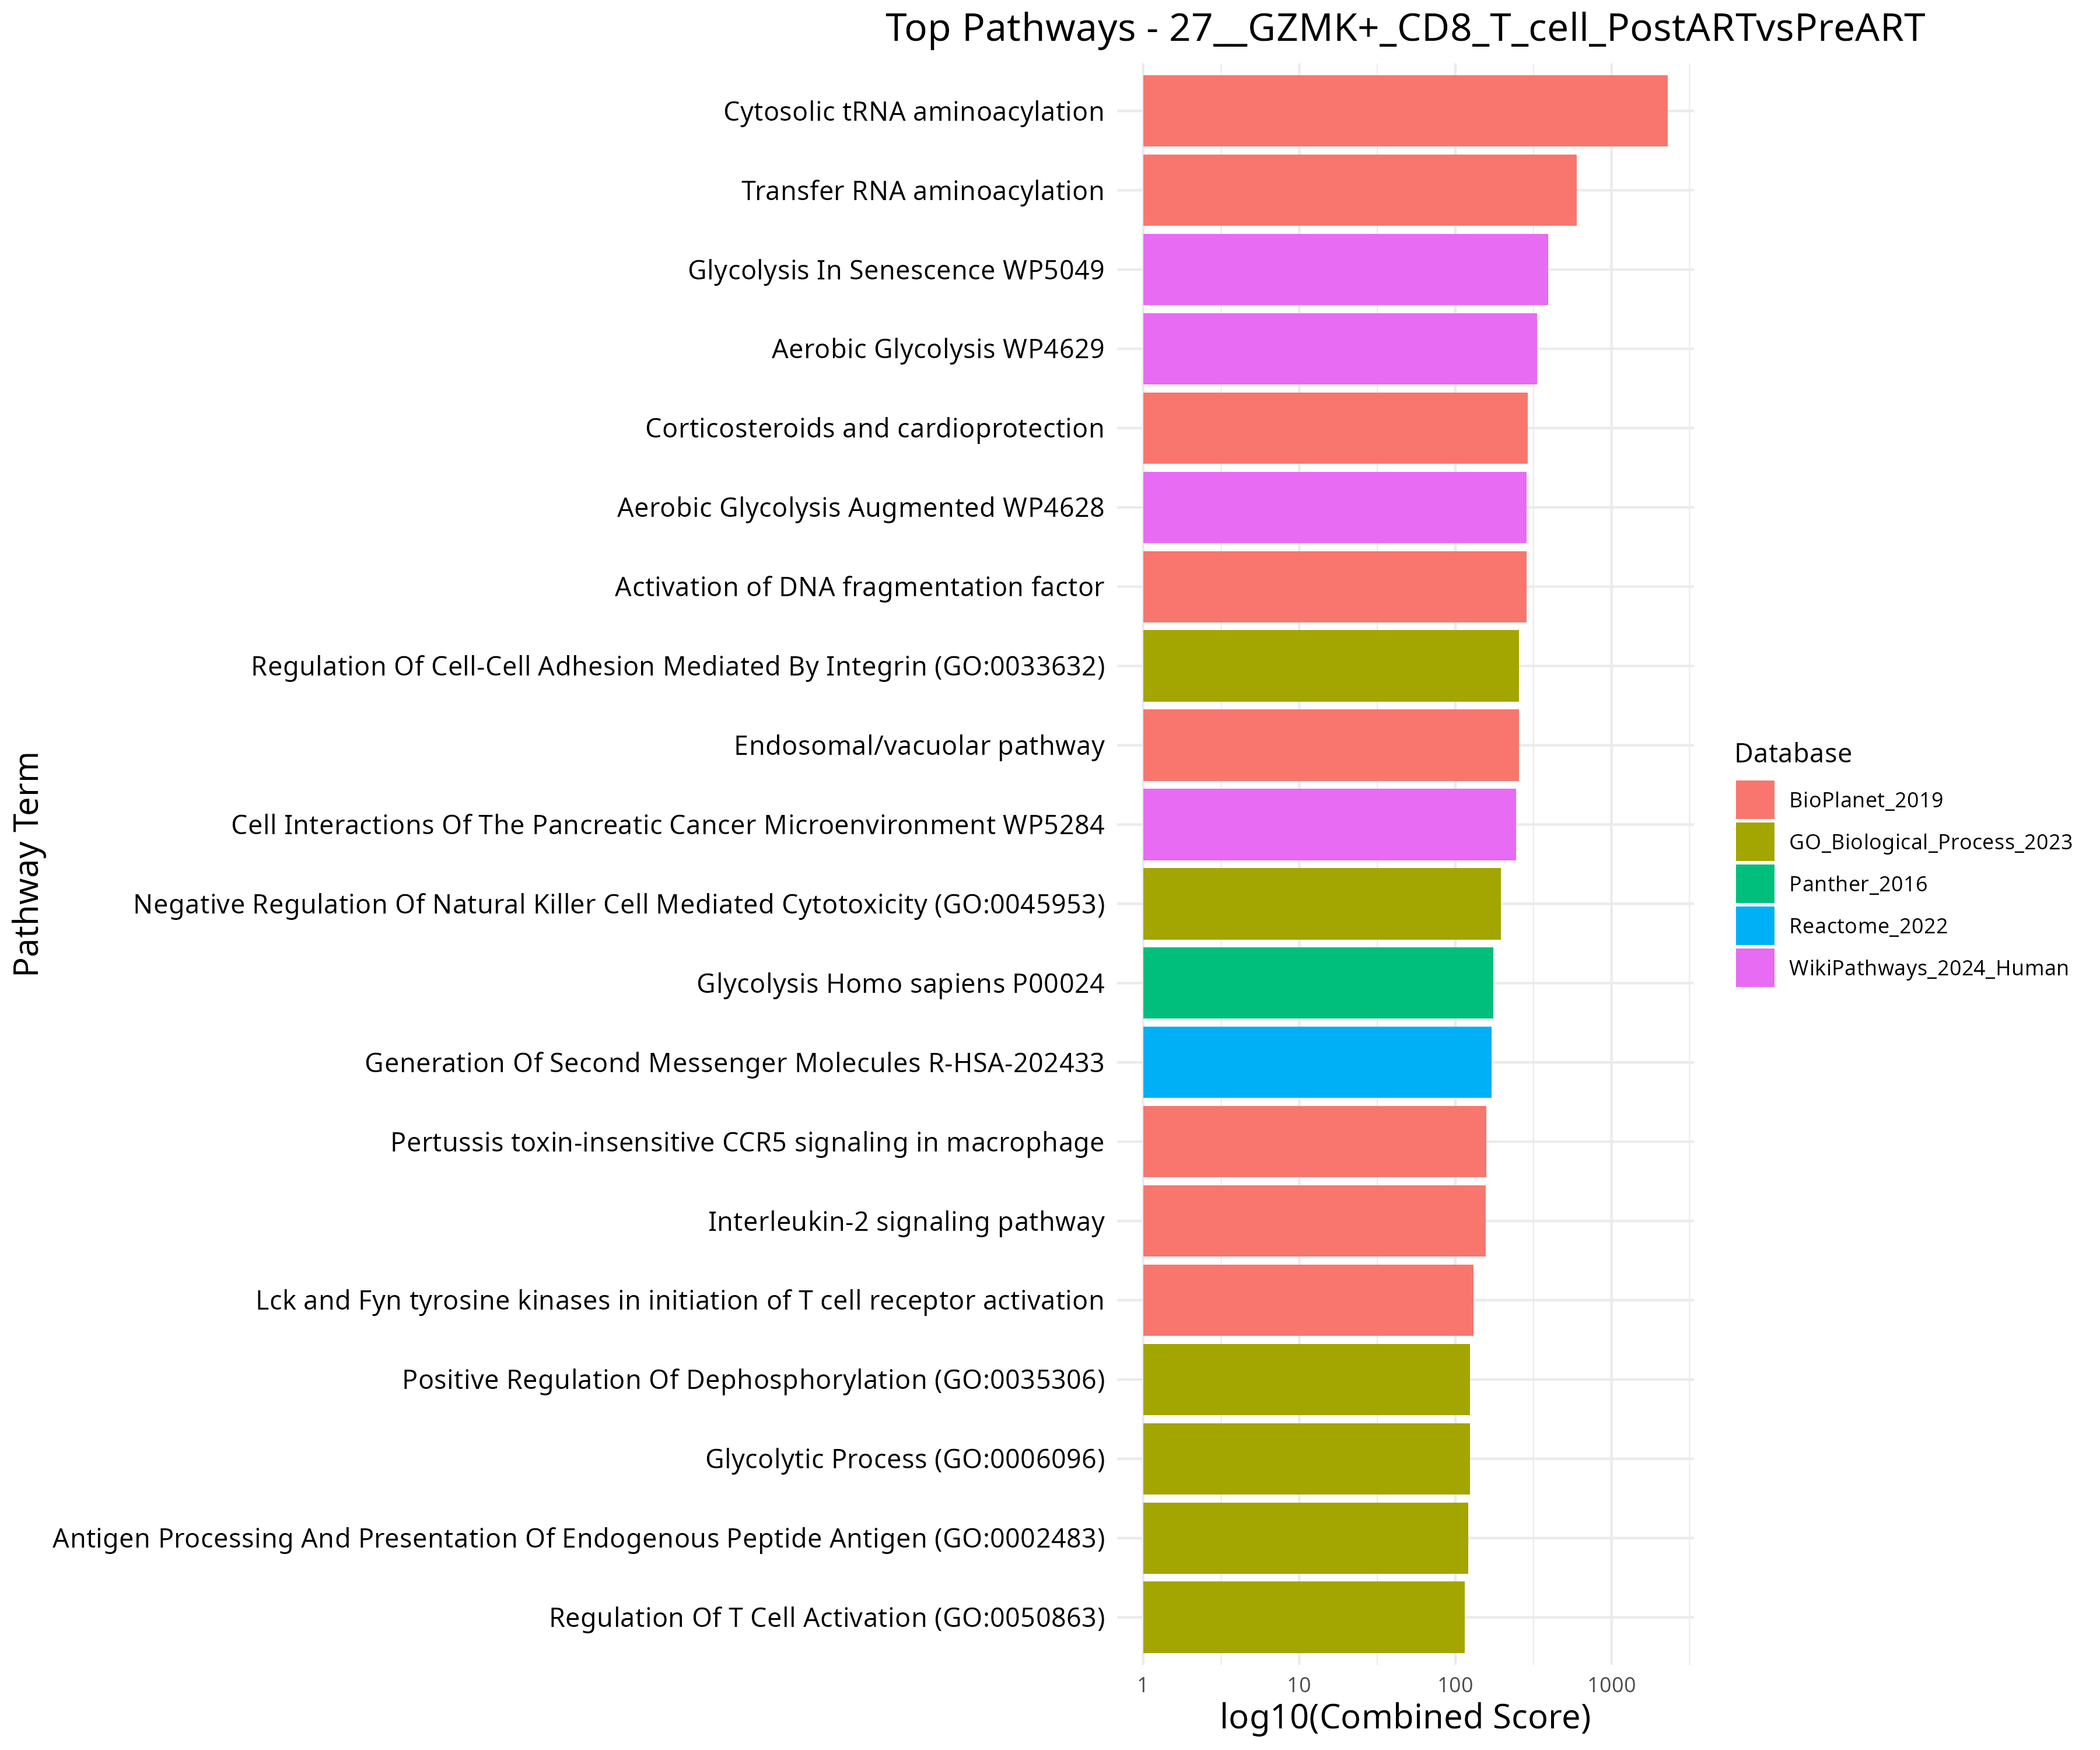 Top Pathways - 27__GZMK+_CD8_T_cell_PostARTvsPreART
Pathway Term
Cytosolic tRNA aminoacylation
Transfer RNA aminoacylation
Glycolysis In Senescence WP5049
Aerobic Glycolysis WP4629
Corticosteroids and cardioprotection
Aerobic Glycolysis Augmented WP4628
Activation of DNA fragmentation factor
Regulation Of Cell-Cell Adhesion Mediated By Integrin (GO:0033632)
Endosomal/vacuolar pathway
Cell Interactions Of The Pancreatic Cancer Microenvironment WP5284
Negative Regulation Of Natural Killer Cell Mediated Cytotoxicity (GO:0045953)
Glycolysis Homo sapiens P00024
Generation Of Second Messenger Molecules R-HSA-202433
Pertussis toxin-insensitive CCR5 signaling in macrophage
Interleukin-2 signaling pathway
Lck and Fyn tyrosine kinases in initiation of T cell receptor activation
Positive Regulation Of Dephosphorylation (GO:0035306)
Glycolytic Process (GO:0006096)
Antigen Processing And Presentation Of Endogenous Peptide Antigen (GO:0002483)
Regulation Of T Cell Activation (GO:0050863)
1 10 100 1000
log10(Combined Score)
Database
BioPlanet_2019
GO_Biological_Process_2023
Panther_2016
Reactome_2022
WikiPathways_2024_Human